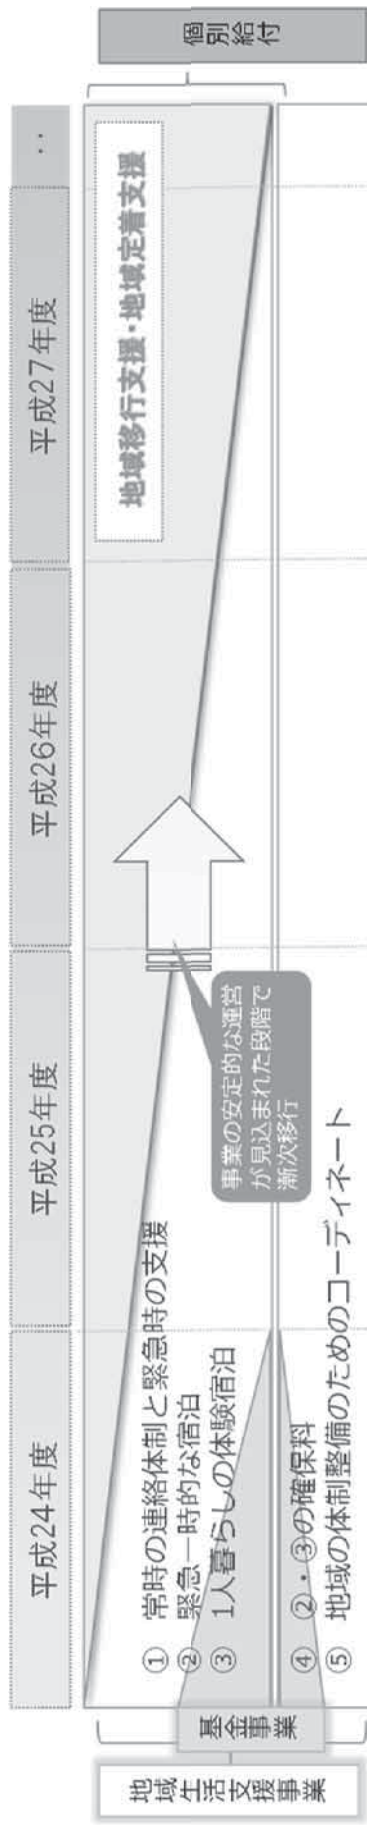 平成24年度
平成25年度
平成26年度
平成27年度
・・
地域移行支援・地域定着支援
個別給付
① 常時の連絡体制と緊急時の支援
② 緊急一時的な宿泊
③ 1人暮らしの体験宿泊
事業の安定的な運営
が見込まれた段階で
漸次移行
④ ②・③の確保料
⑤ 地域の体制整備のためのコーディネート
基金事業
地域生活支援事業